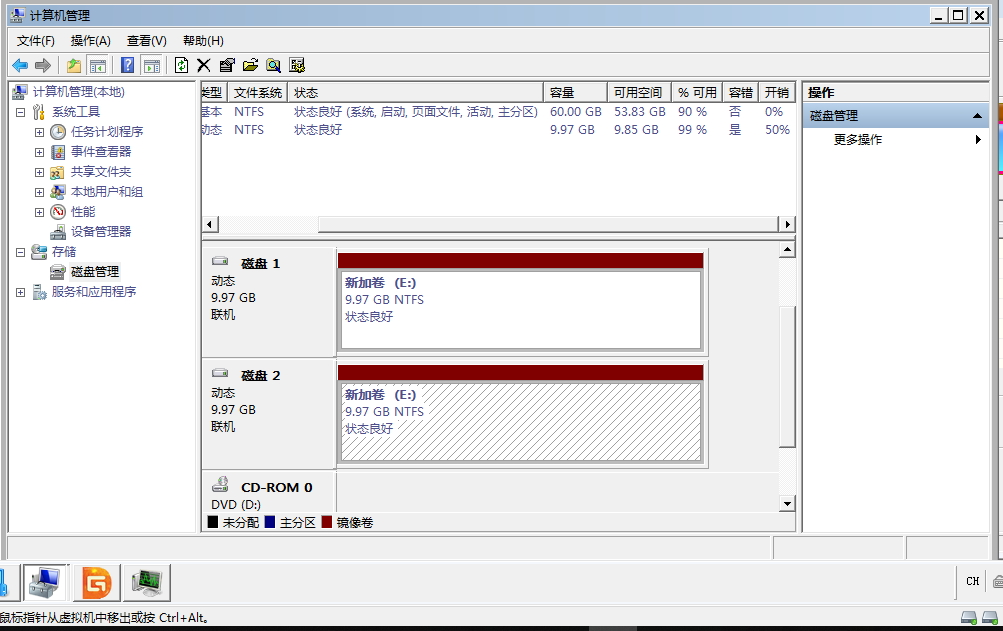 计算机管理
文件(F) 操作(A) 查看(V) 帮助(H)
计算机管理(本地)
系统工具
任务计划程序
事件查看器
共享文件夹
本地用户和组
性能
设备管理器
存储
磁盘管理
服务和应用程序
类型 文件系统 状态 容量 可用空间 % 可用 容错 开销
基本 NTFS 状态良好 (系统, 启动, 页面文件, 活动, 主分区) 60.00 GB 53.83 GB 90 % 否 0%
动态 NTFS 状态良好 9.97 GB 9.85 GB 99 % 是 50%
磁盘 1
动态
9.97 GB
联机
新加卷 (E:)
9.97 GB NTFS
状态良好
磁盘 2
动态
9.97 GB
联机
新加卷 (E:)
9.97 GB NTFS
状态良好
CD-ROM 0
DVD (D:)
未分配 主分区 镜像卷
操作
磁盘管理
更多操作
CH
鼠标指针从虚拟机中移出或按 Ctrl+Alt。